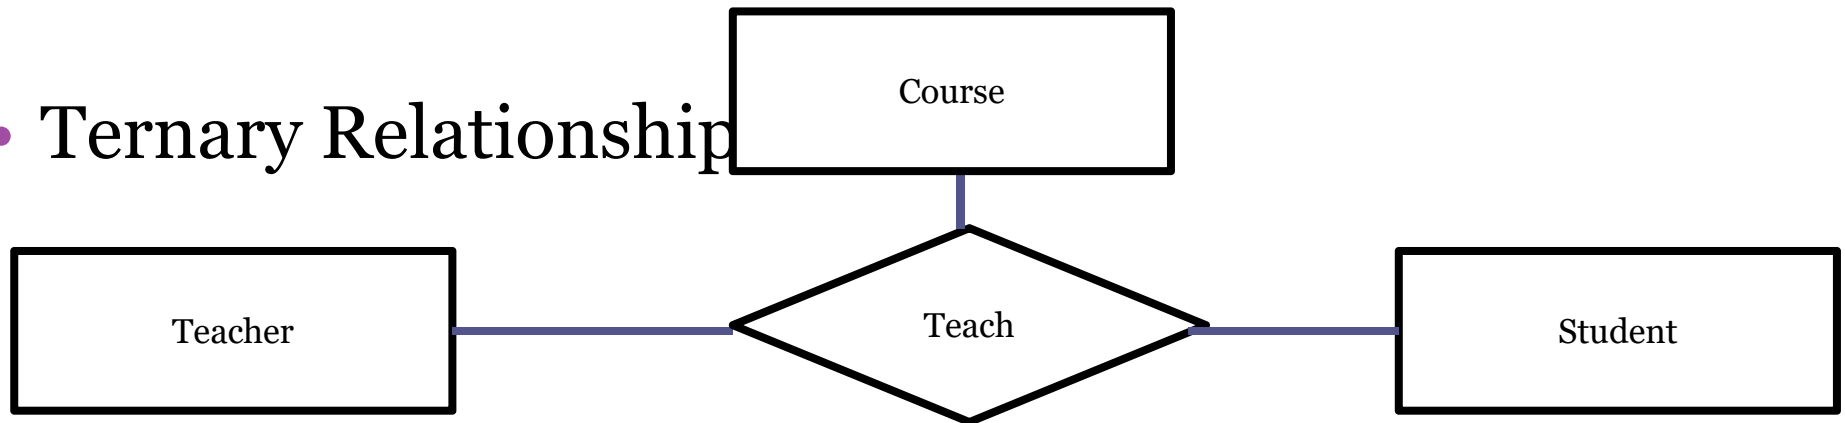 Course
• Ternary Relationship
Teacher
Teach
Student